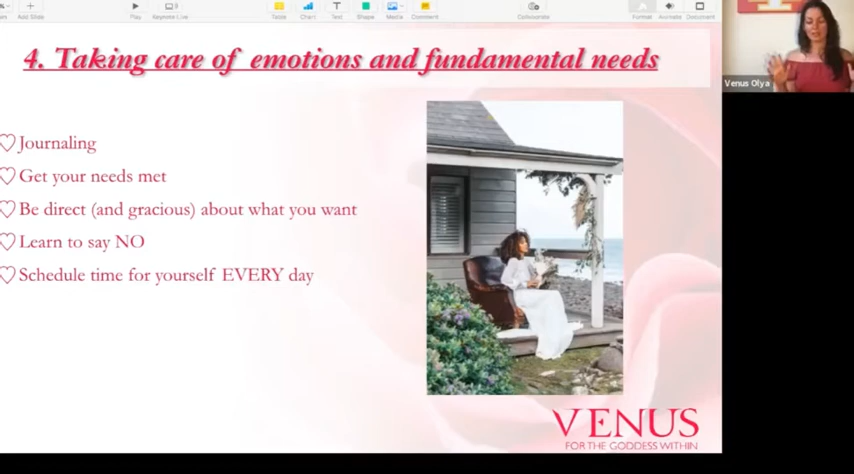 Add Slide
Play
Keynote Live
Table
Chart
Text
Shape
Media
Comment
Collaborate
Format
Animate
Document
4. Taking care of emotions and fundamental needs
Venus Olya
Journaling
Get your needs met
Be direct (and gracious) about what you want
Learn to say NO
Schedule time for yourself EVERY day
VENUS
FOR THE GODDESS WITHIN